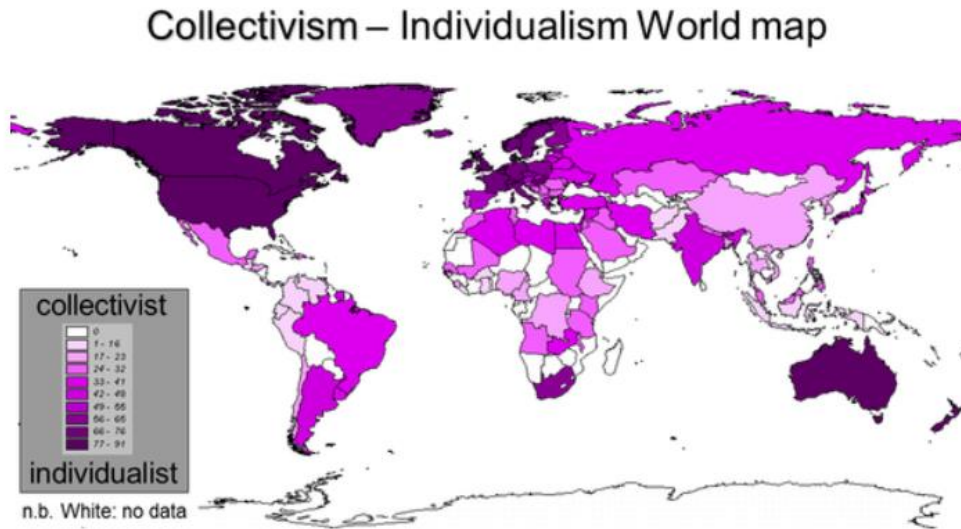 Collectivism – Individualism World map
collectivist
0
1 - 16
17 - 23
24 - 32
33 - 41
42 - 48
49 - 55
56 - 65
66 - 76
77 - 91
individualist
n.b. White: no data